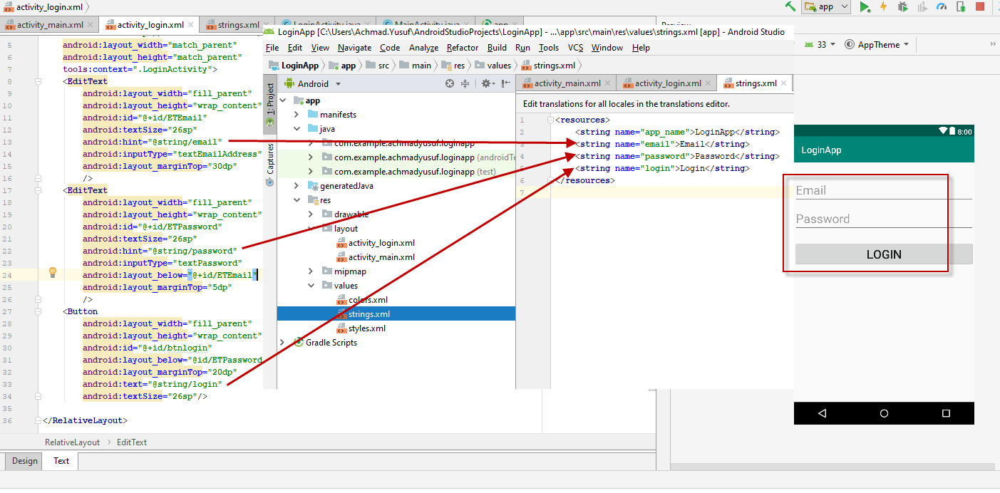 activity_login.xml
app
activity_main.xml
activity_login.xml
strings.xml
LoginActivity.java
MainActivity.java
app
Preview
5 android:layout_width="match_parent"
6 android:layout_height="match_parent"
7 tools:context=".LoginActivity">
8 <EditText
9 android:layout_width="fill_parent"
10 android:layout_height="wrap_content"
11 android:id="@+id/ETEmail"
12 android:textSize="26sp"
13 android:hint="@string/email"
14 android:inputType="textEmailAddress"
15 android:layout_marginTop="30dp"
16 />
17 <EditText
18 android:layout_width="fill_parent"
19 android:layout_height="wrap_content"
20 android:id="@+id/ETPassword"
21 android:textSize="26sp"
22 android:hint="@string/password"
23 android:inputType="textPassword"
24 android:layout_below="@+id/ETEmail"
25 android:layout_marginTop="5dp"
26 />
27 <Button
28 android:layout_width="fill_parent"
29 android:layout_height="wrap_content"
30 android:id="@+id/btnlogin"
31 android:layout_below="@id/ETPassword
32 android:layout_marginTop="20dp"
33 android:text="@string/login"
34 android:textSize="26sp"/>
35
36 </RelativeLayout>
RelativeLayout > EditText
Design
Text
LoginApp [C:\Users\Achmad.Yusuf\AndroidStudioProjects\LoginApp] - ...\app\src\main\res\values\strings.xml [app] - Android Studio
File Edit View Navigate Code Analyze Refactor Build Run Tools VCS Window Help
LoginApp app src main res values strings.xml
1: Project
Captures
Android
app
manifests
java
com.example.achmadyusuf.loginapp
com.example.achmadyusuf.loginapp (androidTe
com.example.achmadyusuf.loginapp (test)
generatedJava
res
drawable
layout
activity_login.xml
activity_main.xml
mipmap
values
colors.xml
strings.xml
styles.xml
Gradle Scripts
activity_main.xml
activity_login.xml
strings.xml
Edit translations for all locales in the translations editor.
1 <resources>
2 <string name="app_name">LoginApp</string>
3 <string name="email">Email</string>
4 <string name="password">Password</string>
5 <string name="login">Login</string>
6 </resources>
7
33
AppTheme
8:00
LoginApp
Email
Password
LOGIN